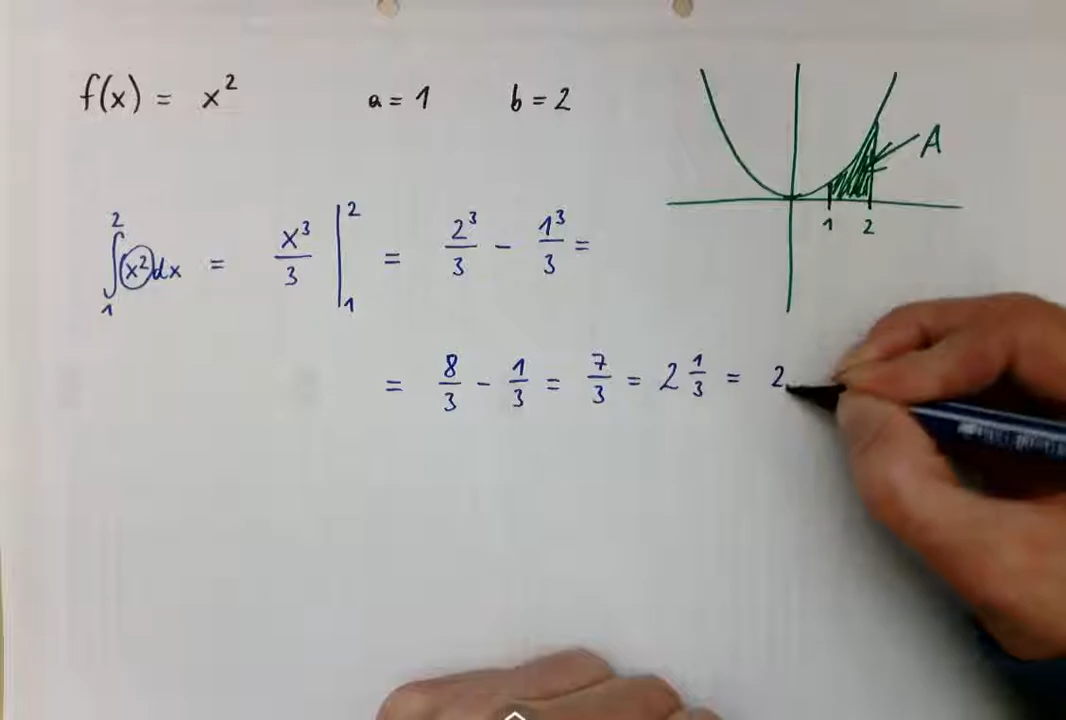 f(x) = x² a = 1 b = 2
A
1 2
∫₁² x² dx = x³/3 |₁² = 2³/3 − 1³/3 =
= 8/3 − 1/3 = 7/3 = 2 1/3 = 2